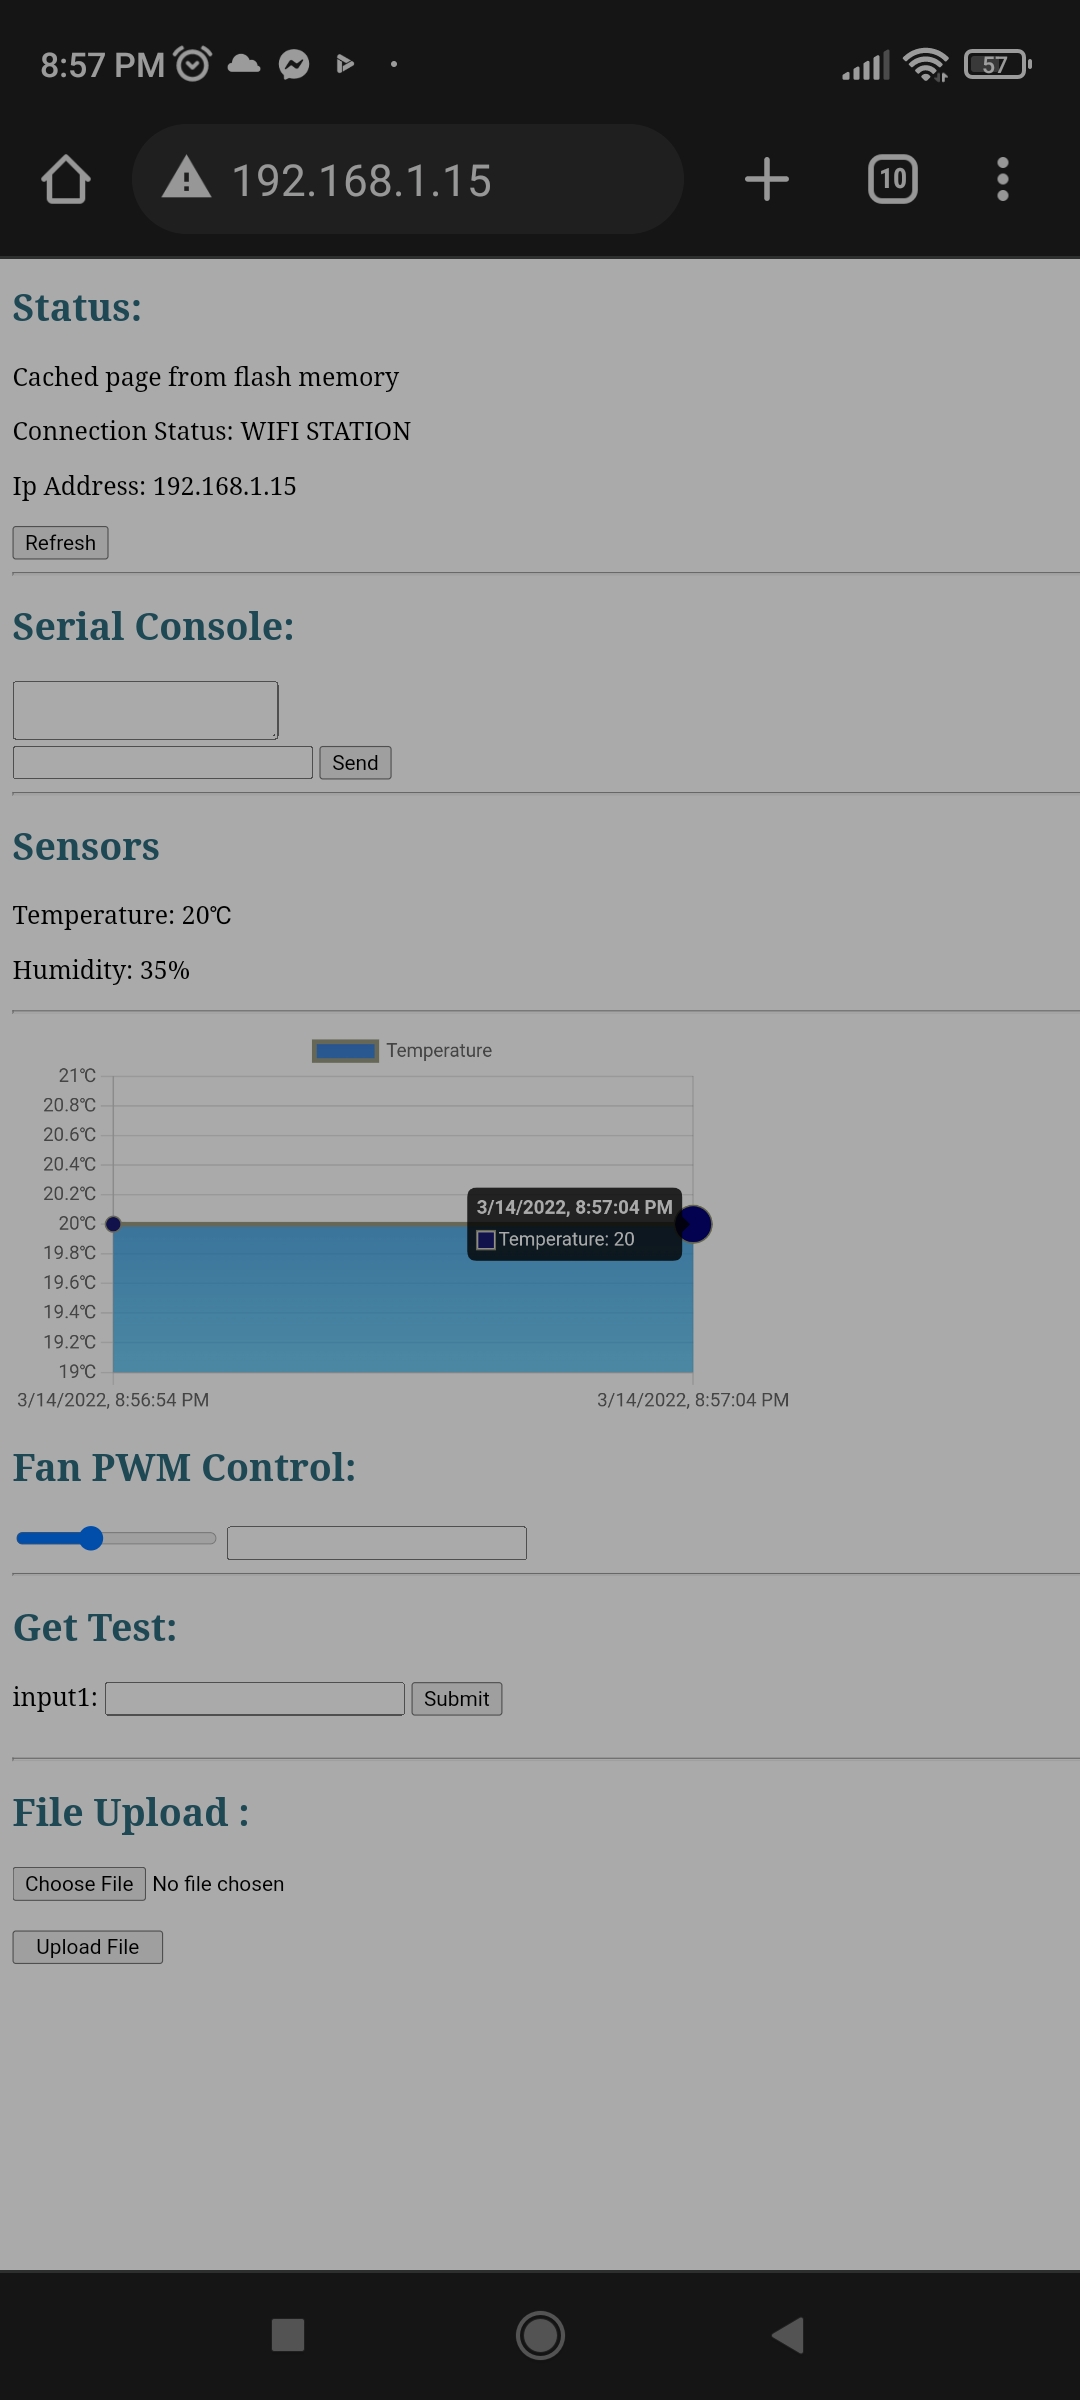 8:57 PM
57
192.168.1.15
10
Status:
Cached page from flash memory
Connection Status: WIFI STATION
Ip Address: 192.168.1.15
Refresh
Serial Console:
Send
Sensors
Temperature: 20℃
Humidity: 35%
Temperature
21℃
20.8℃
20.6℃
20.4℃
20.2℃
3/14/2022, 8:57:04 PM
20℃
Temperature: 20
19.8℃
19.6℃
19.4℃
19.2℃
19℃
3/14/2022, 8:56:54 PM 3/14/2022, 8:57:04 PM
Fan PWM Control:
Get Test:
input1: Submit
File Upload :
Choose File No file chosen
Upload File